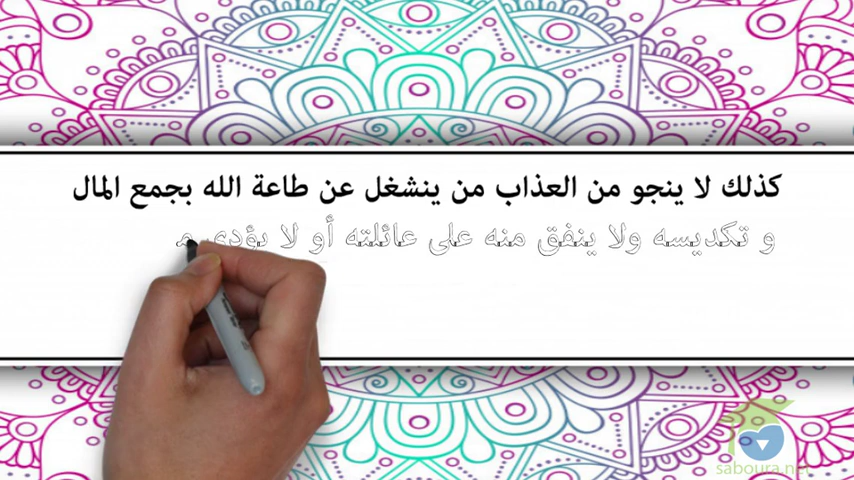 كذلك لا ينجو من العذاب من ينشغل عن طاعة الله بجمع المال
و تكديسه ولا ينفق منه على عائلته أو لا يؤدي
saboura.net